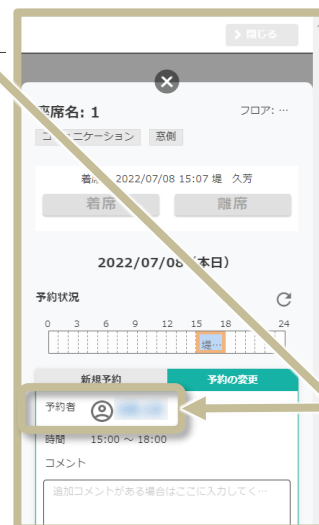 > 閉じる
座席名: 1
フロア: …
コミュニケーション 窓側
着席 2022/07/08 15:07 堤 久芳
着席 離席
2022/07/08（本日）
予約状況
0 3 6 9 12 15 18 24
堤…
新規予約 予約の変更
予約者
時間 15:00 ～ 18:00
コメント
追加コメントがある場合はここに入力してく…